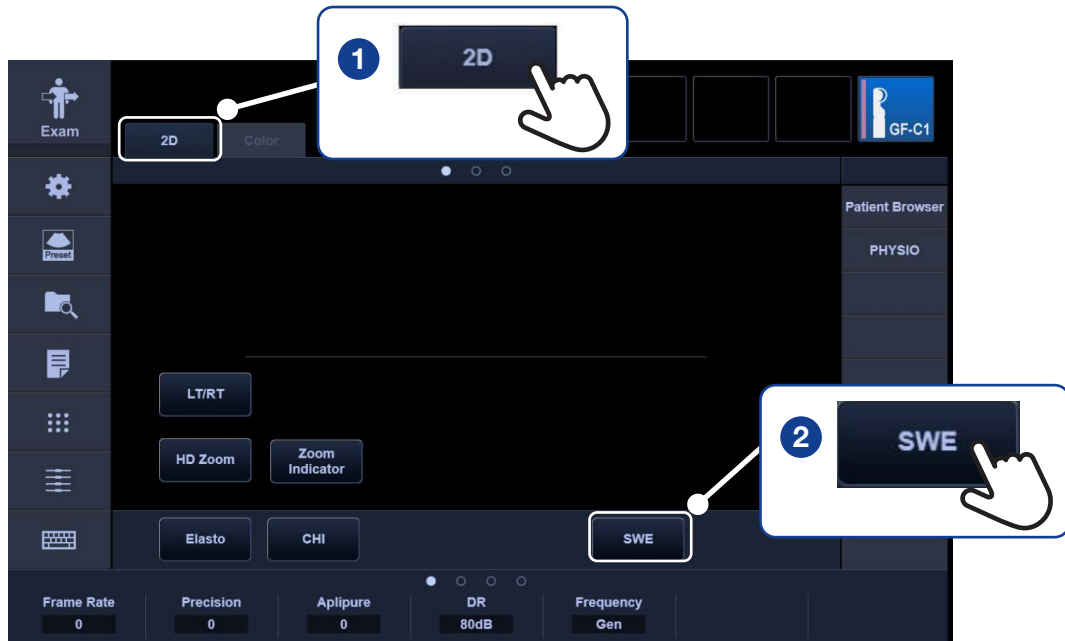 1
2D
Exam
2D
Color
GF-C1
Patient Browser
Preset
PHYSIO
LT/RT
HD Zoom
Zoom
Indicator
2
SWE
Elasto
CHI
SWE
Frame Rate
Precision
Aplipure
DR
Frequency
0
0
0
80dB
Gen